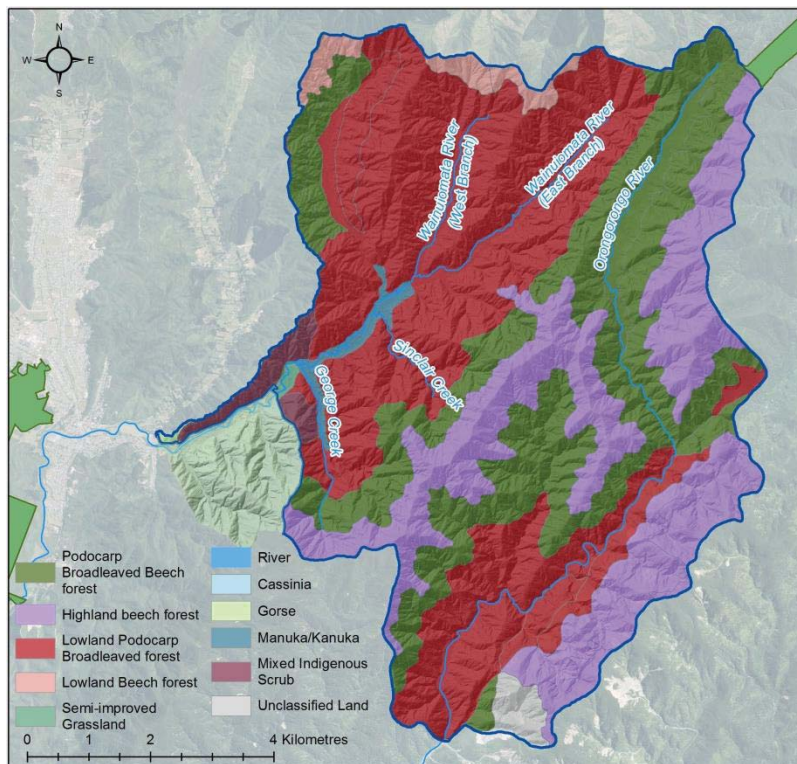 N
W E
S
Wainuiomata River
(West Branch)
Wainuiomata River
(East Branch)
Orongorongo River
Sinclair Creek
George Creek
Podocarp
Broadleaved Beech
forest
Highland beech forest
Lowland Podocarp
Broadleaved forest
Lowland Beech forest
Semi-improved
Grassland
River
Cassinia
Gorse
Manuka/Kanuka
Mixed Indigenous
Scrub
Unclassified Land
0 1 2 4 Kilometres